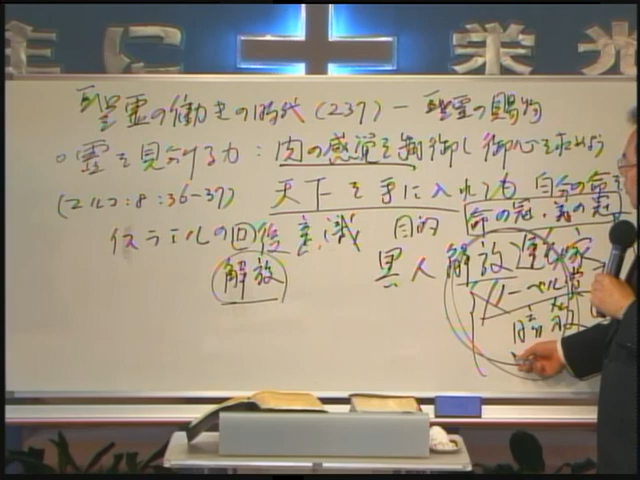 主に 栄光
聖霊の働きの時代(237)ー聖霊の賜物
○霊を見分ける力:肉の感覚を制御し御心を求めよう
(マルコ:8:36-37) 天下を手に入れても 自分の命を
命の冠・義の冠
イスラエルの回復意識 目的
解放 黒人解放運動家
ノーベル賞
勝敵